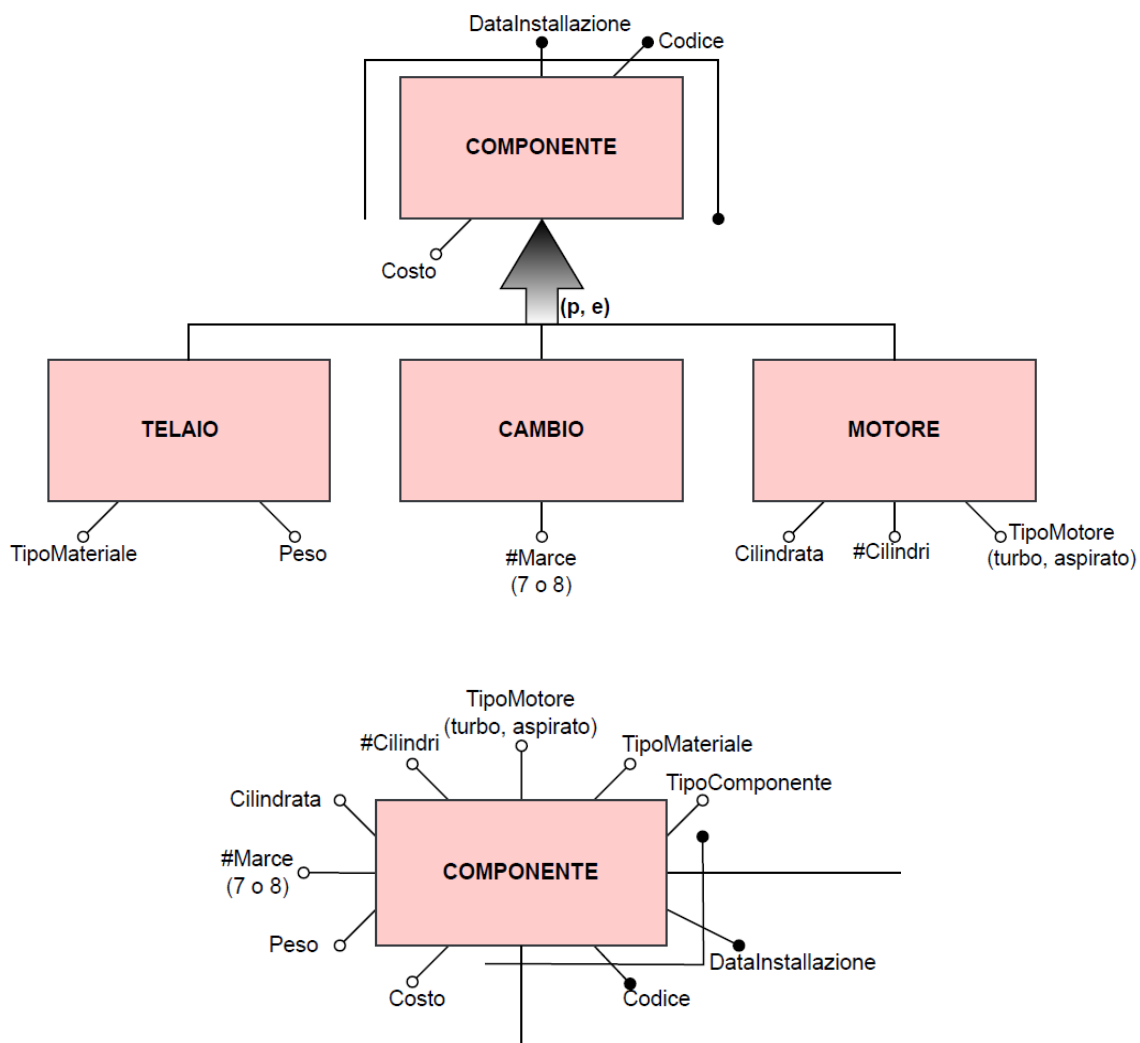 DataInstallazione
Codice
COMPONENTE
Costo
(p, e)
TELAIO
CAMBIO
MOTORE
TipoMateriale
Peso
#Marce
(7 o 8)
Cilindrata
#Cilindri
TipoMotore
(turbo, aspirato)
TipoMotore
(turbo, aspirato)
#Cilindri
TipoMateriale
TipoComponente
Cilindrata
#Marce
(7 o 8)
COMPONENTE
Peso
DataInstallazione
Costo
Codice